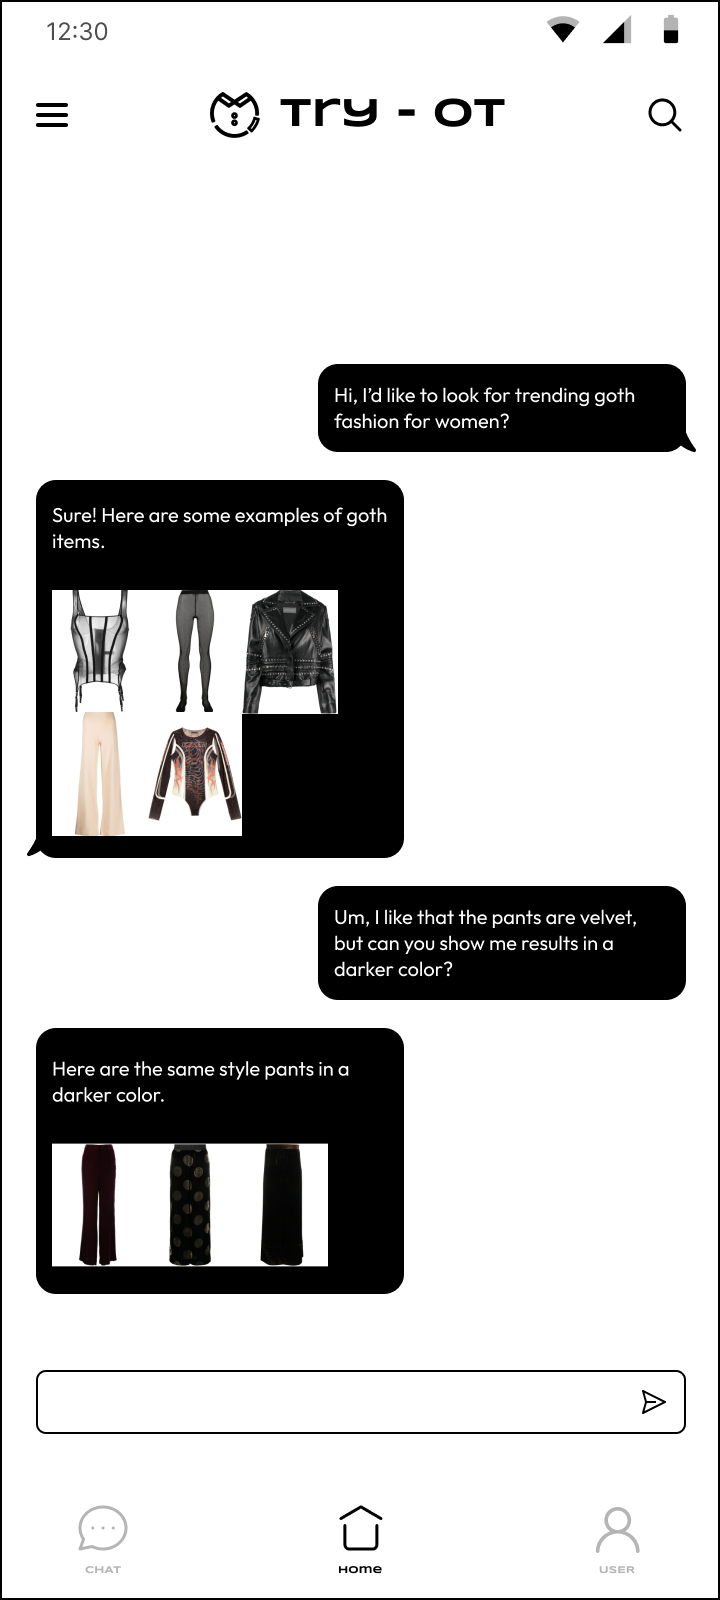 12:30
Try - OT
Hi, I’d like to look for trending goth
fashion for women?
Sure! Here are some examples of goth
items.
Um, I like that the pants are velvet,
but can you show me results in a
darker color?
Here are the same style pants in a
darker color.
CHAT
HOme
USER